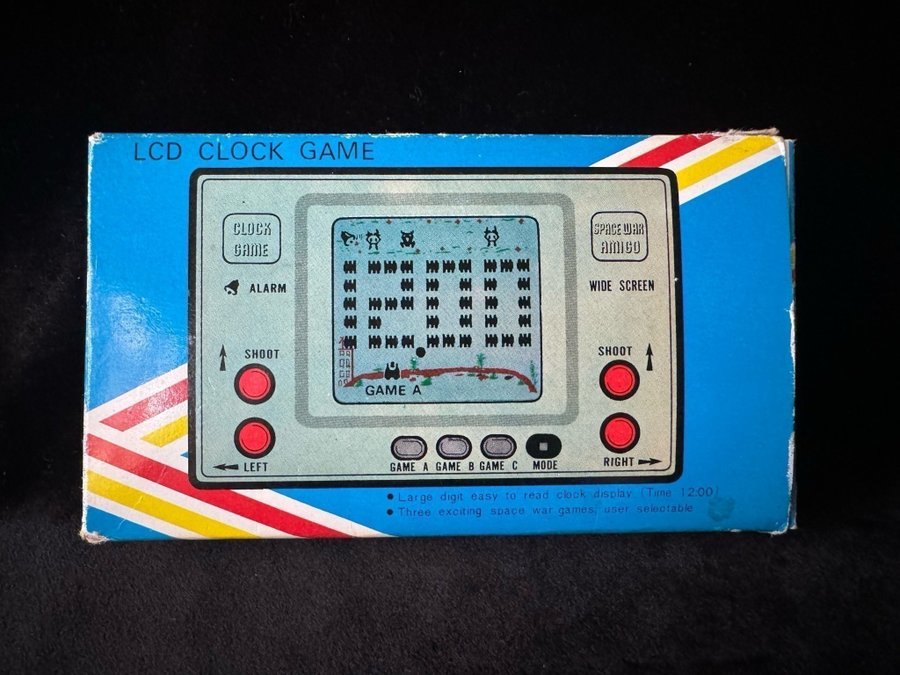 LCD CLOCK GAME
CLOCK
GAME
SPACE WAR
AMIGO
ALARM
WIDE SCREEN
SHOOT
SHOOT
GAME A
LEFT
GAME A GAME B GAME C MODE
RIGHT
• Large digit easy to read clock display (Time 12:00)
• Three exciting space war games, user selectable